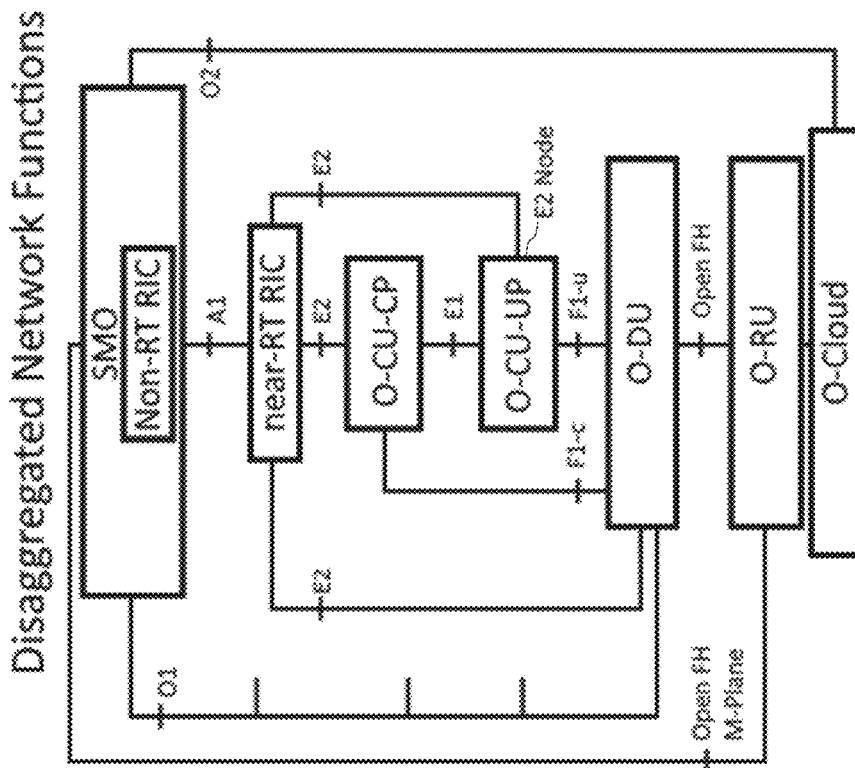 Disaggregated Network Functions
SMO
Non-RT RIC
O2
O1
A1
near-RT RIC
E2
E2
E2
O-CU-CP
E1
O-CU-UP
E2 Node
F1-c
F1-u
O-DU
Open FH
Open FH
M-Plane
O-RU
O-Cloud